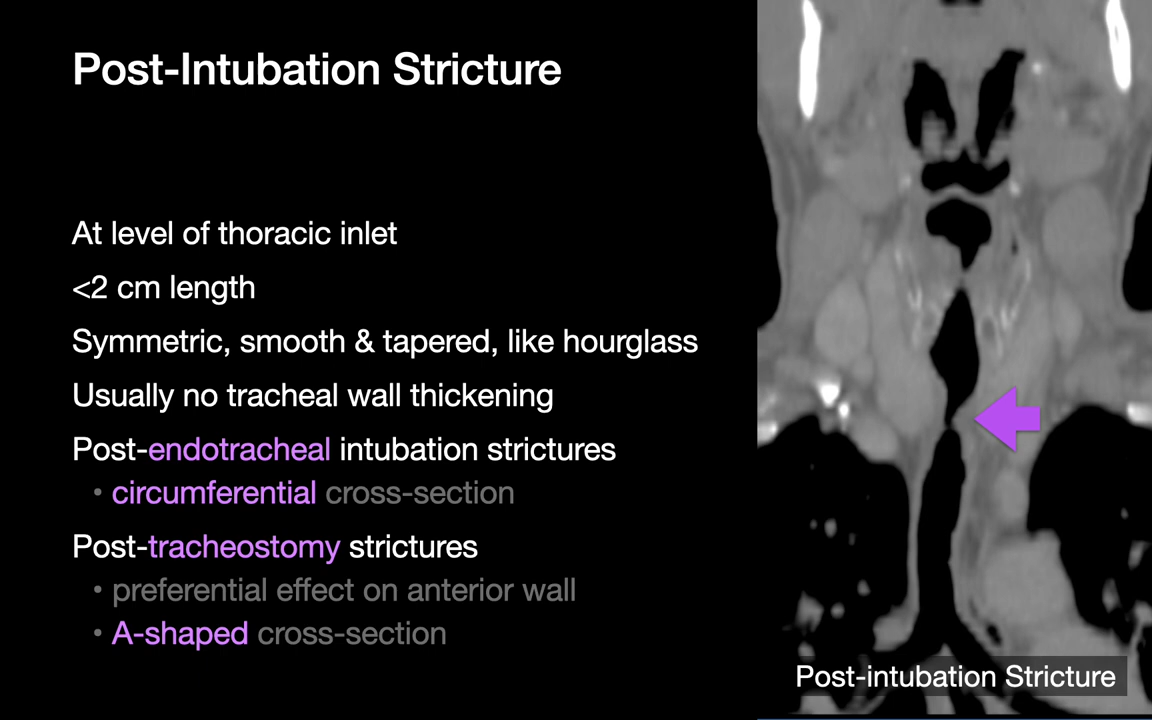 Post-Intubation Stricture
At level of thoracic inlet
<2 cm length
Symmetric, smooth & tapered, like hourglass
Usually no tracheal wall thickening
Post-endotracheal intubation strictures
• circumferential cross-section
Post-tracheostomy strictures
• preferential effect on anterior wall
• A-shaped cross-section
Post-intubation Stricture